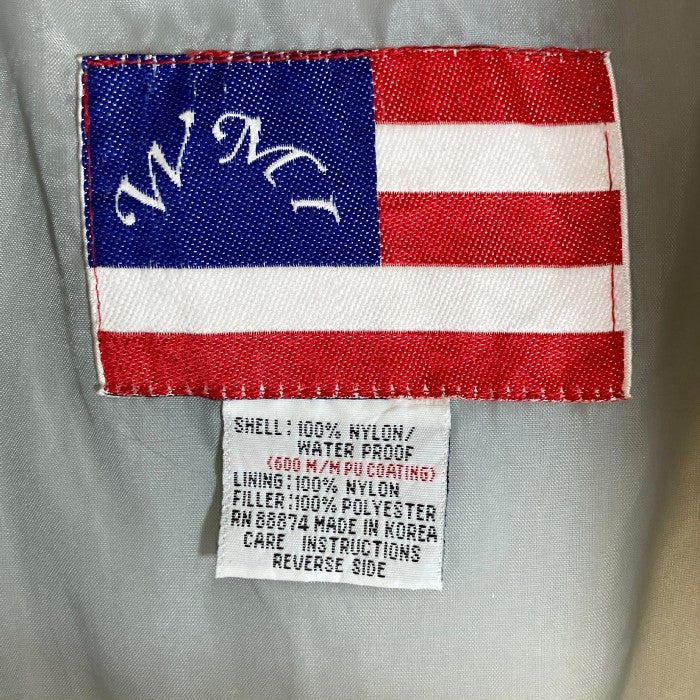 WMI
SHELL: 100% NYLON/
WATER PROOF
(600 M/M PU COATING)
LINING: 100% NYLON
FILLER: 100% POLYESTER
RN 88874 MADE IN KOREA
CARE INSTRUCTIONS
REVERSE SIDE